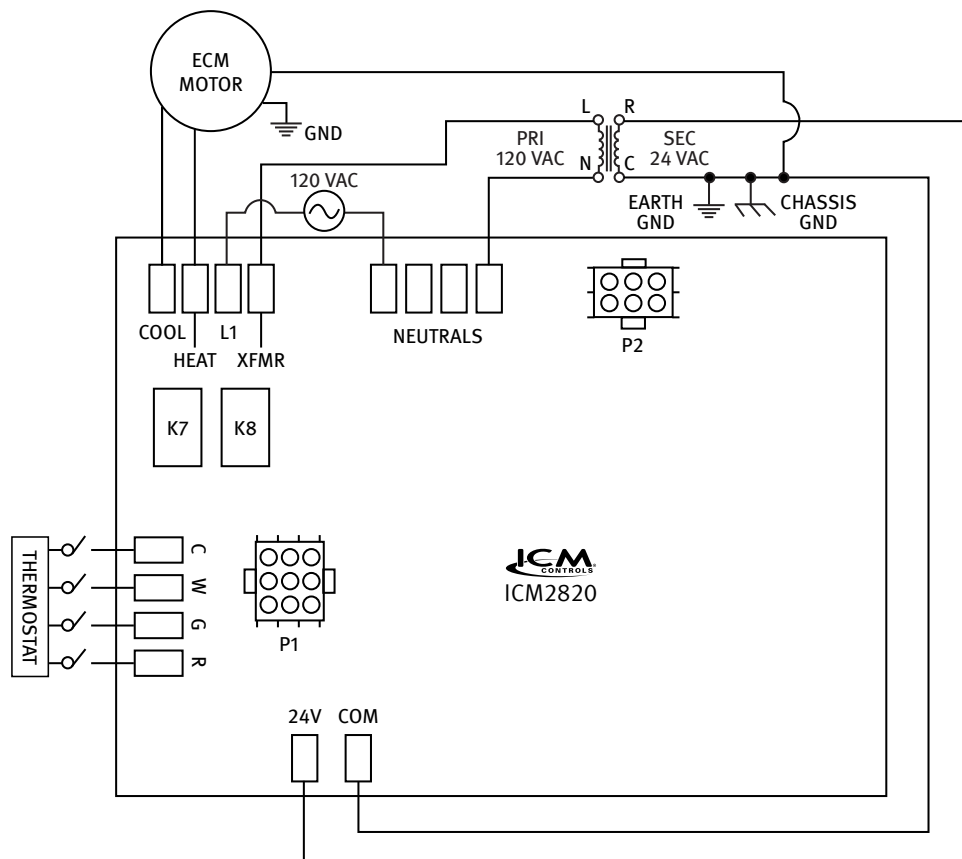 ECM
MOTOR
GND
L
R
PRI
120 VAC
SEC
24 VAC
N
C
120 VAC
EARTH
GND
CHASSIS
GND
COOL
L1
HEAT
XFMR
NEUTRALS
P2
K7
K8
THERMOSTAT
C
W
G
R
P1
ICM
CONTROLS
ICM2820
24V
COM